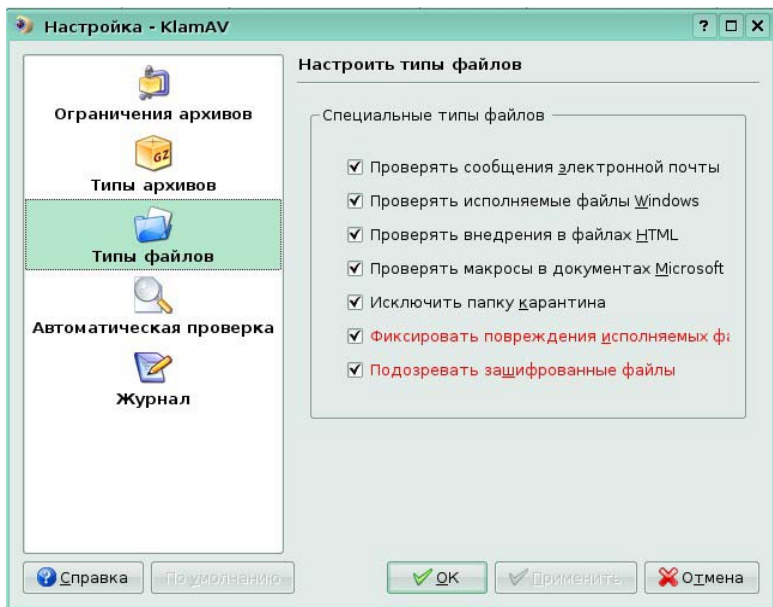 Настройка - KlamAV
Ограничения архивов
Типы архивов
GZ
Типы файлов
Автоматическая проверка
Журнал
Настроить типы файлов
Специальные типы файлов
Проверять сообщения электронной почты
Проверять исполняемые файлы Windows
Проверять внедрения в файлах HTML
Проверять макросы в документах Microsoft
Исключить папку карантина
Фиксировать повреждения исполняемых фа
Подозревать зашифрованные файлы
Справка
По умолчанию
OK
Применить
Отмена